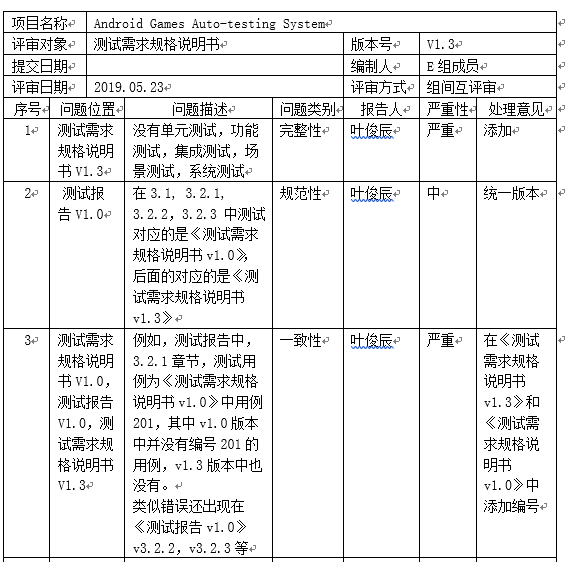 项目名称 Android Games Auto-testing System
评审对象 测试需求规格说明书 版本号 V1.3
提交日期 编制人 E 组成员
评审日期 2019.05.23 评审方式 组间互评审
序号 问题位置 问题描述 问题类别 报告人 严重性 处理意见
1 测试需求规格说明书 V1.3 没有单元测试，功能测试，集成测试，场景测试，系统测试 完整性 叶俊辰 严重 添加
2 测试报告 V1.0 在 3.1, 3.2.1, 3.2.2，3.2.3 中测试对应的是《测试需求规格说明书 v1.0》，后面的对应的是《测试需求规格说明书 v1.3》 规范性 叶俊辰 中 统一版本
3 测试需求规格说明书 V1.0，测试报告 V1.0，测试需求规格说明书 V1.3 例如，测试报告中，3.2.1 章节，测试用例为《测试需求规格说明书 v1.0》中用例 201，其中 v1.0 版本中并没有编号 201 的用例，v1.3 版本中也没有。 一致性 叶俊辰 严重 在《测试需求规格说明书 v1.3》和《测试需求规格说明书 v1.0》中添加编号
类似错误还出现在《测试报告 v1.0》v3.2.2，v3.2.3 等